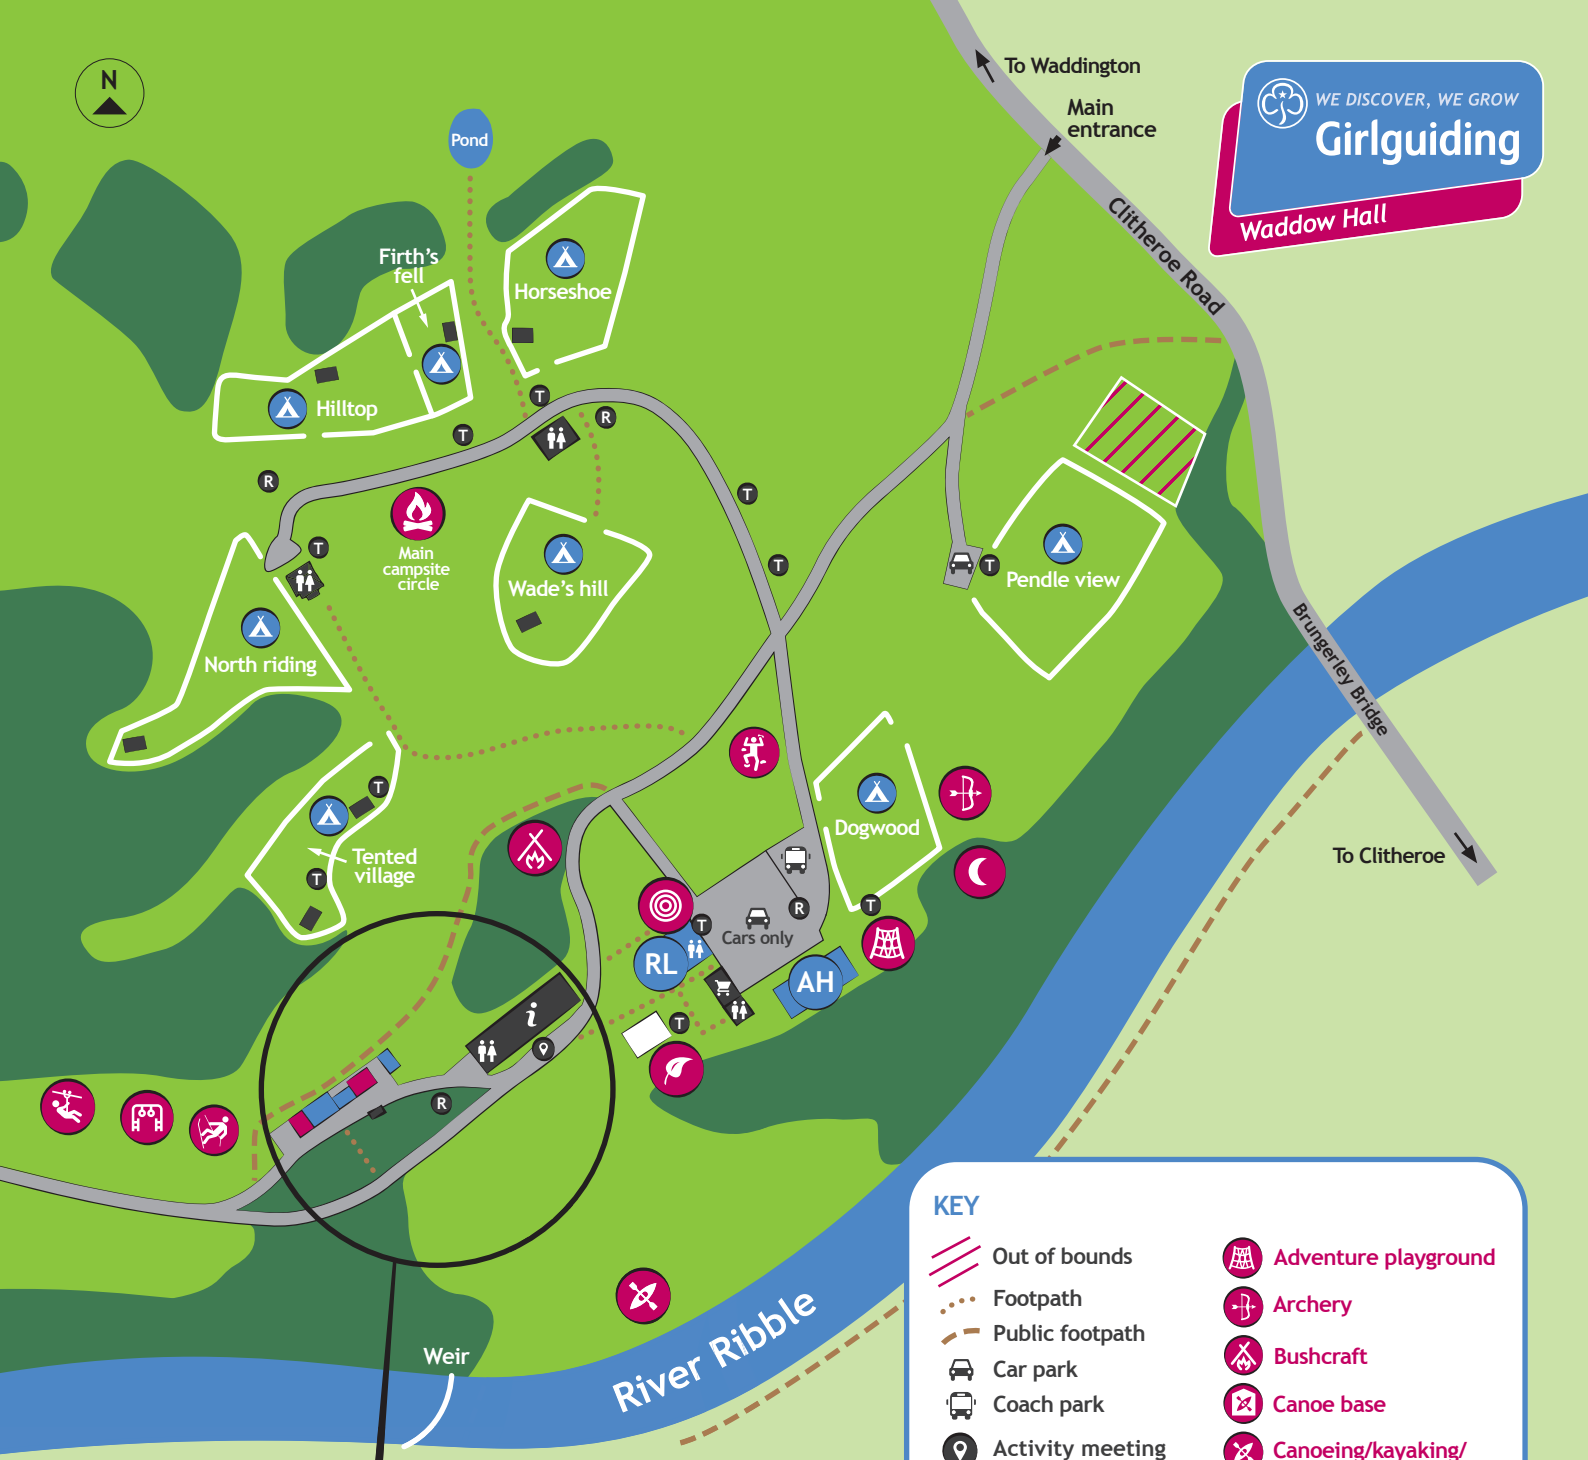 N
To Waddington
Main
entrance
WE DISCOVER, WE GROW
Girlguiding
Waddow Hall
Pond
Clitheroe Road
Firth's
fell
Horseshoe
Hilltop
T
R
T
R
T
T
T
T
Main
campsite
circle
Wade's hill
Pendle view
North riding
Brungerley Bridge
T
Tented
village
T
Dogwood
To Clitheroe
R
T
T
Cars only
RL
AH
i
T
R
River Ribble
Weir
KEY
Out of bounds
Footpath
Public footpath
Car park
Coach park
Activity meeting
Adventure playground
Archery
Bushcraft
Canoe base
Canoeing/kayaking/